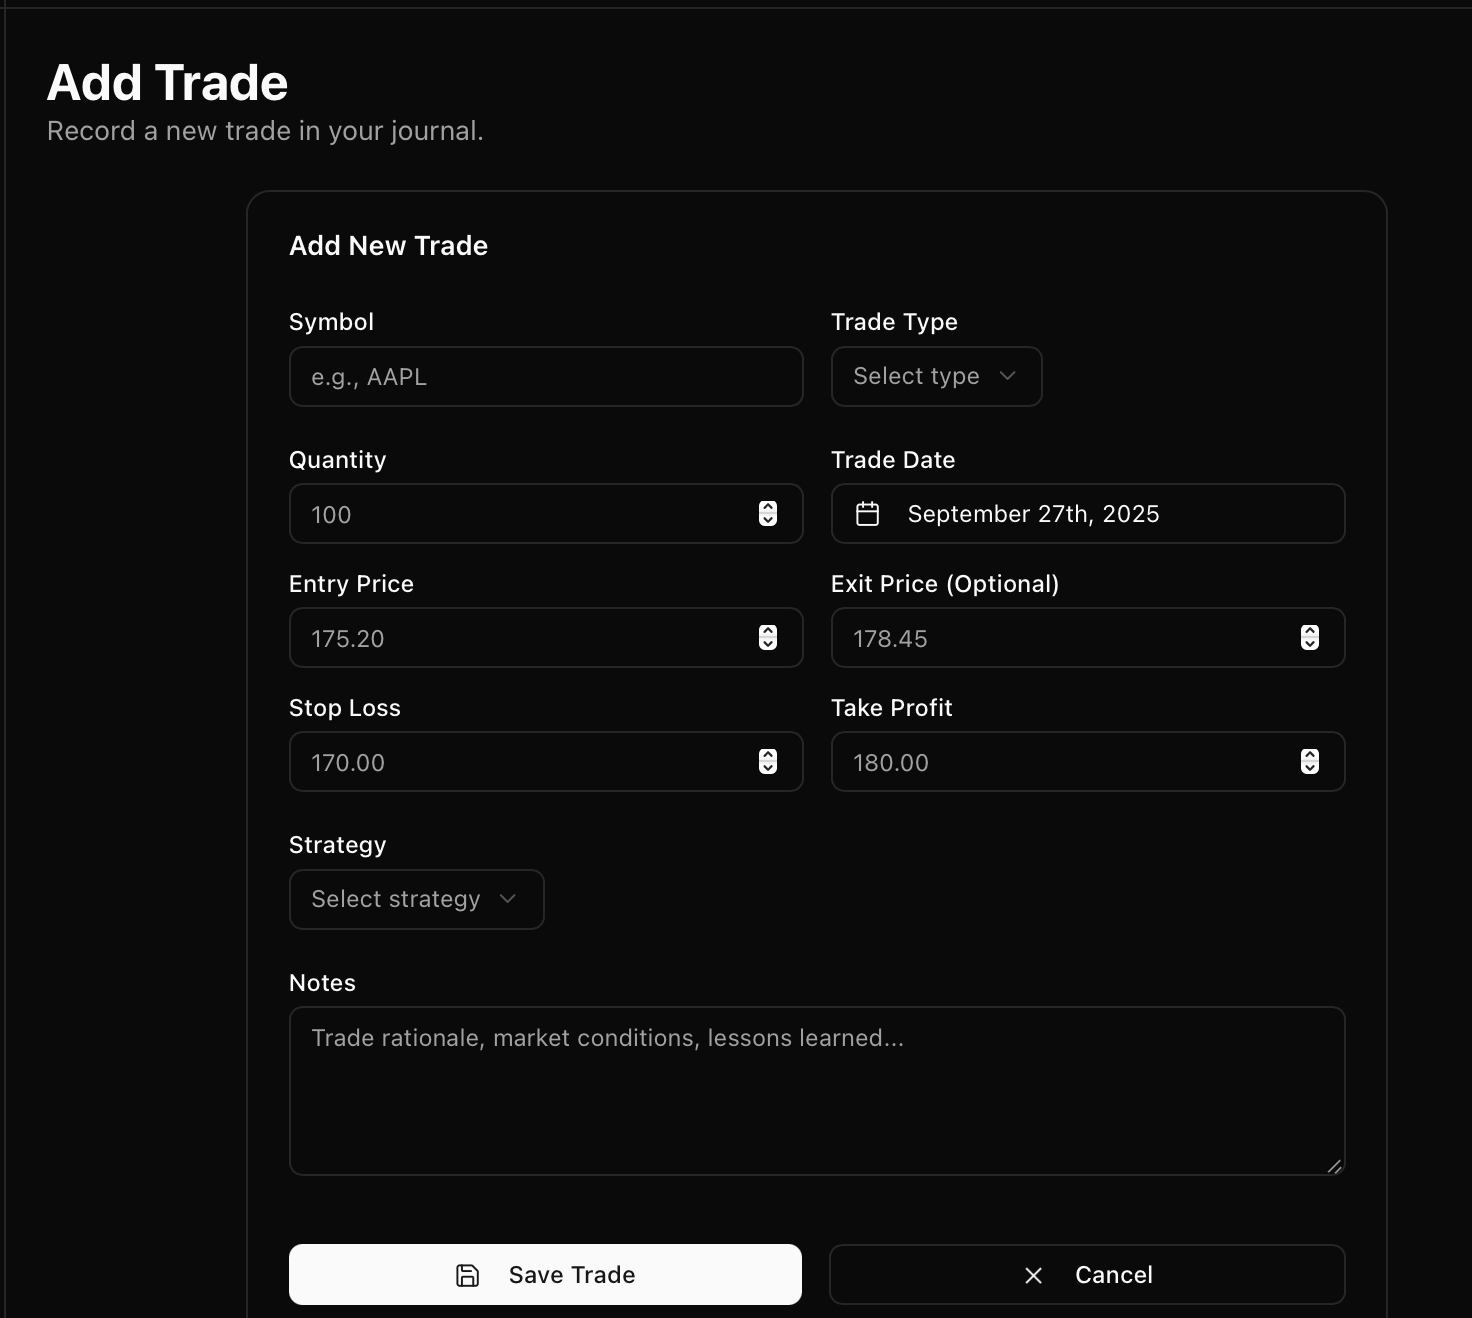 Add Trade
Record a new trade in your journal.
Add New Trade
Symbol
e.g., AAPL
Trade Type
Select type
Quantity
100
Trade Date
September 27th, 2025
Entry Price
175.20
Exit Price (Optional)
178.45
Stop Loss
170.00
Take Profit
180.00
Strategy
Select strategy
Notes
Trade rationale, market conditions, lessons learned...
Save Trade
Cancel